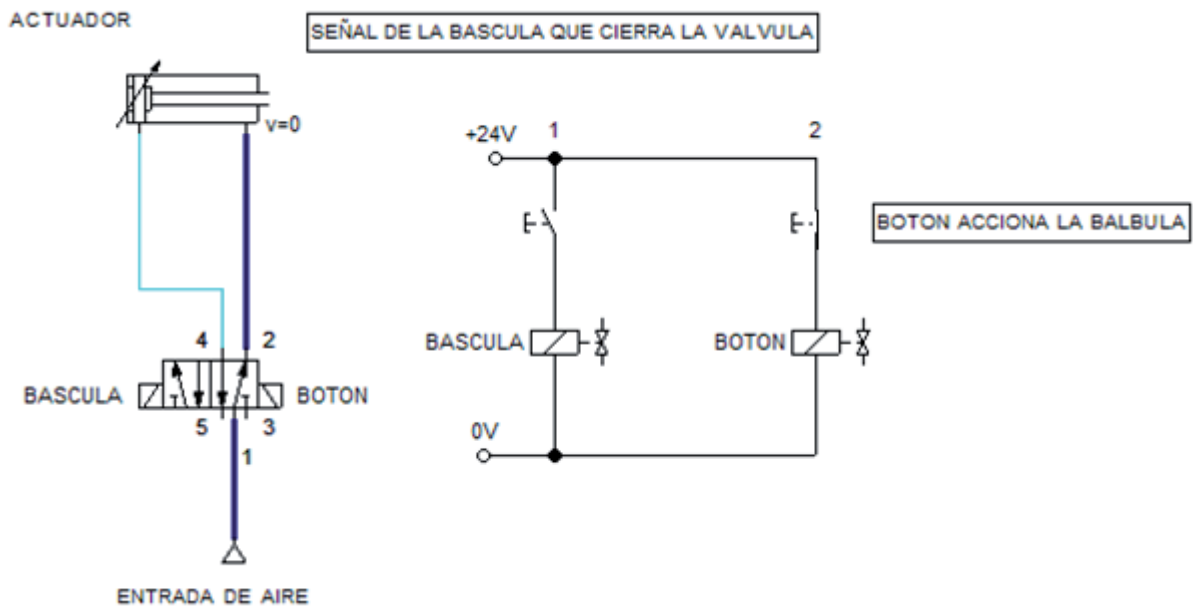 ACTUADOR
SEÑAL DE LA BASCULA QUE CIERRA LA VALVULA
v=0
+24V 1 2
BOTON ACCIONA LA BALBULA
4 2
BASCULA BOTON
BASCULA BOTON
5 3
1
0V
ENTRADA DE AIRE